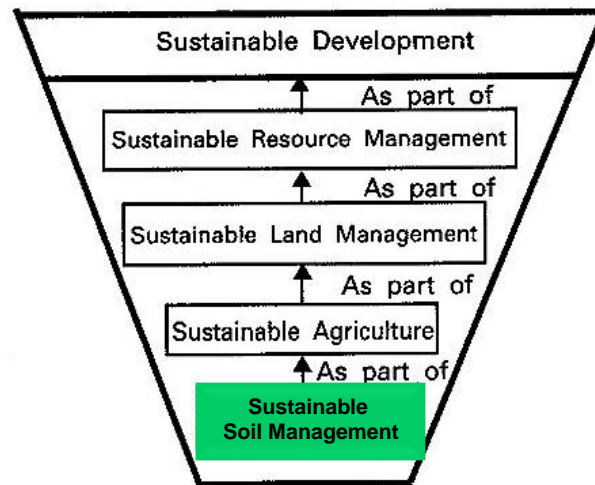 Sustainable Development
As part of
Sustainable Resource Management
As part of
Sustainable Land Management
As part of
Sustainable Agriculture
As part of
Sustainable
Soil Management